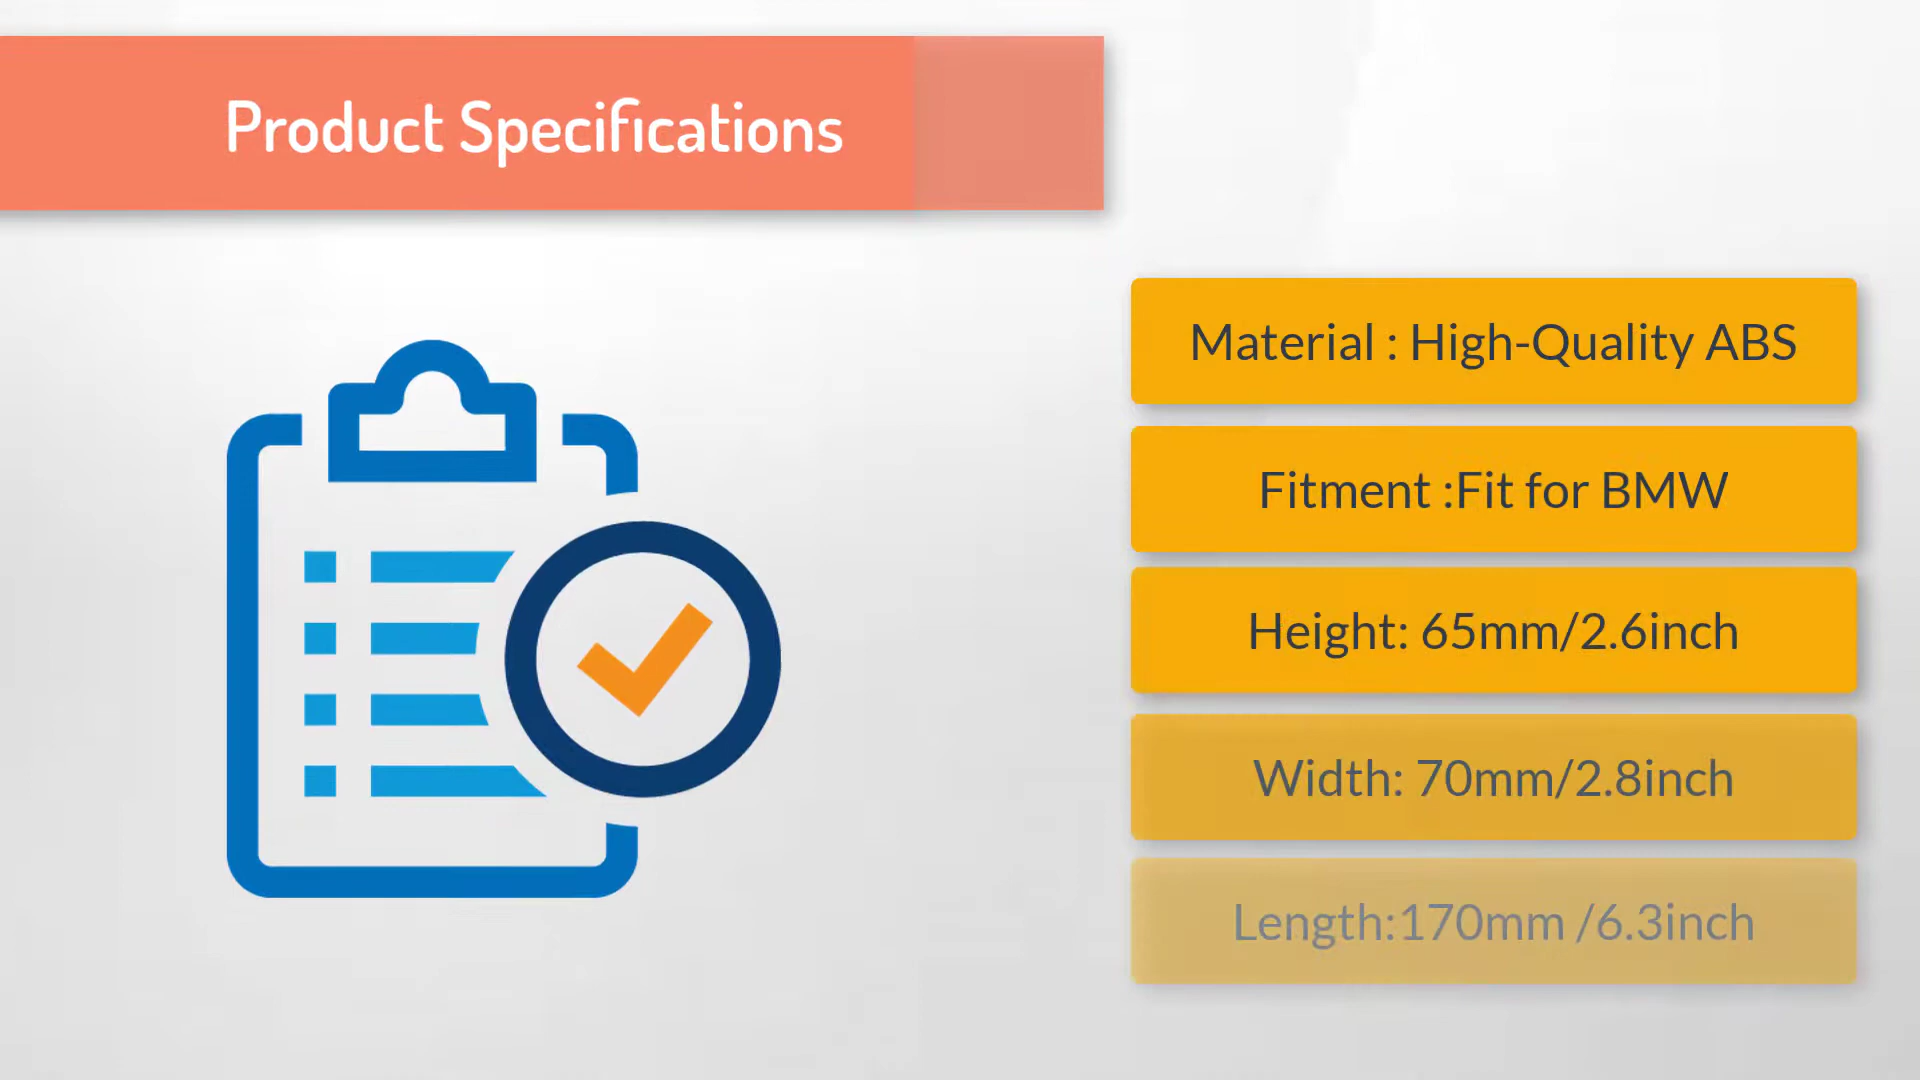 Product Specifications
Material : High-Quality ABS
Fitment :Fit for BMW
Height: 65mm/2.6inch
Width: 70mm/2.8inch
Length:170mm /6.3inch